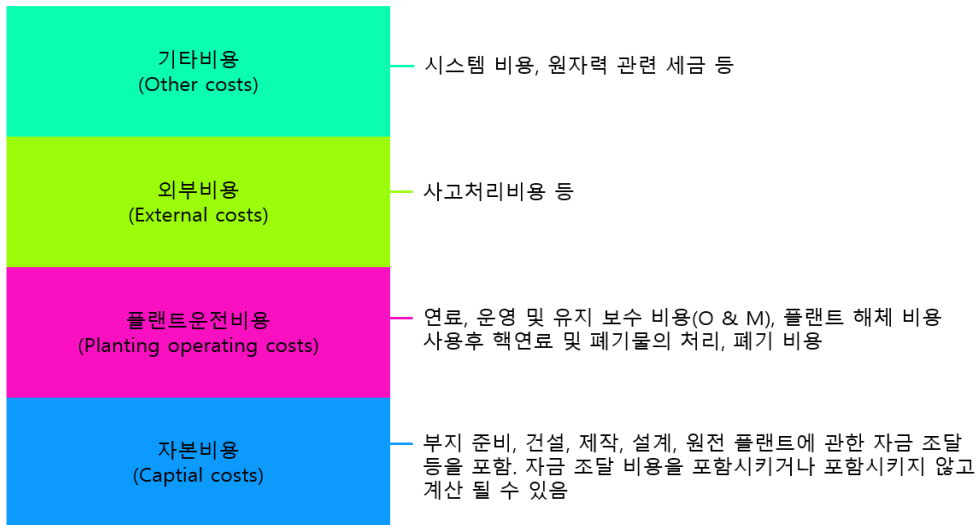 기타비용
(Other costs)
시스템 비용, 원자력 관련 세금 등
외부비용
(External costs)
사고처리비용 등
플랜트운전비용
(Planting operating costs)
연료, 운영 및 유지 보수 비용(O & M), 플랜트 해체 비용
사용후 핵연료 및 폐기물의 처리, 폐기 비용
자본비용
(Captial costs)
부지 준비, 건설, 제작, 설계, 원전 플랜트에 관한 자금 조달
등을 포함. 자금 조달 비용을 포함시키거나 포함시키지 않고
계산 될 수 있음